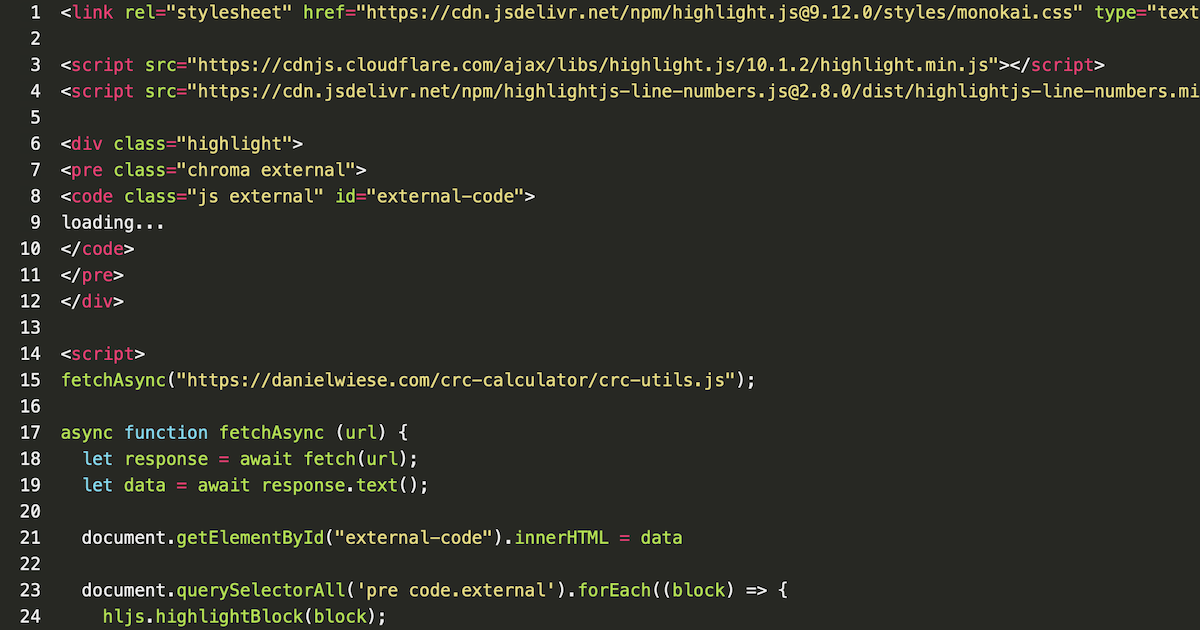 1 <link rel="stylesheet" href="https://cdn.jsdelivr.net/npm/highlight.js@9.12.0/styles/monokai.css" type="text
2
3 <script src="https://cdnjs.cloudflare.com/ajax/libs/highlight.js/10.1.2/highlight.min.js"></script>
4 <script src="https://cdn.jsdelivr.net/npm/highlightjs-line-numbers.js@2.8.0/dist/highlightjs-line-numbers.mi
5
6 <div class="highlight">
7 <pre class="chroma external">
8 <code class="js external" id="external-code">
9 loading...
10 </code>
11 </pre>
12 </div>
13
14 <script>
15 fetchAsync("https://danielwiese.com/crc-calculator/crc-utils.js");
16
17 async function fetchAsync (url) {
18   let response = await fetch(url);
19   let data = await response.text();
20
21   document.getElementById("external-code").innerHTML = data
22
23   document.querySelectorAll('pre code.external').forEach((block) => {
24     hljs.highlightBlock(block);